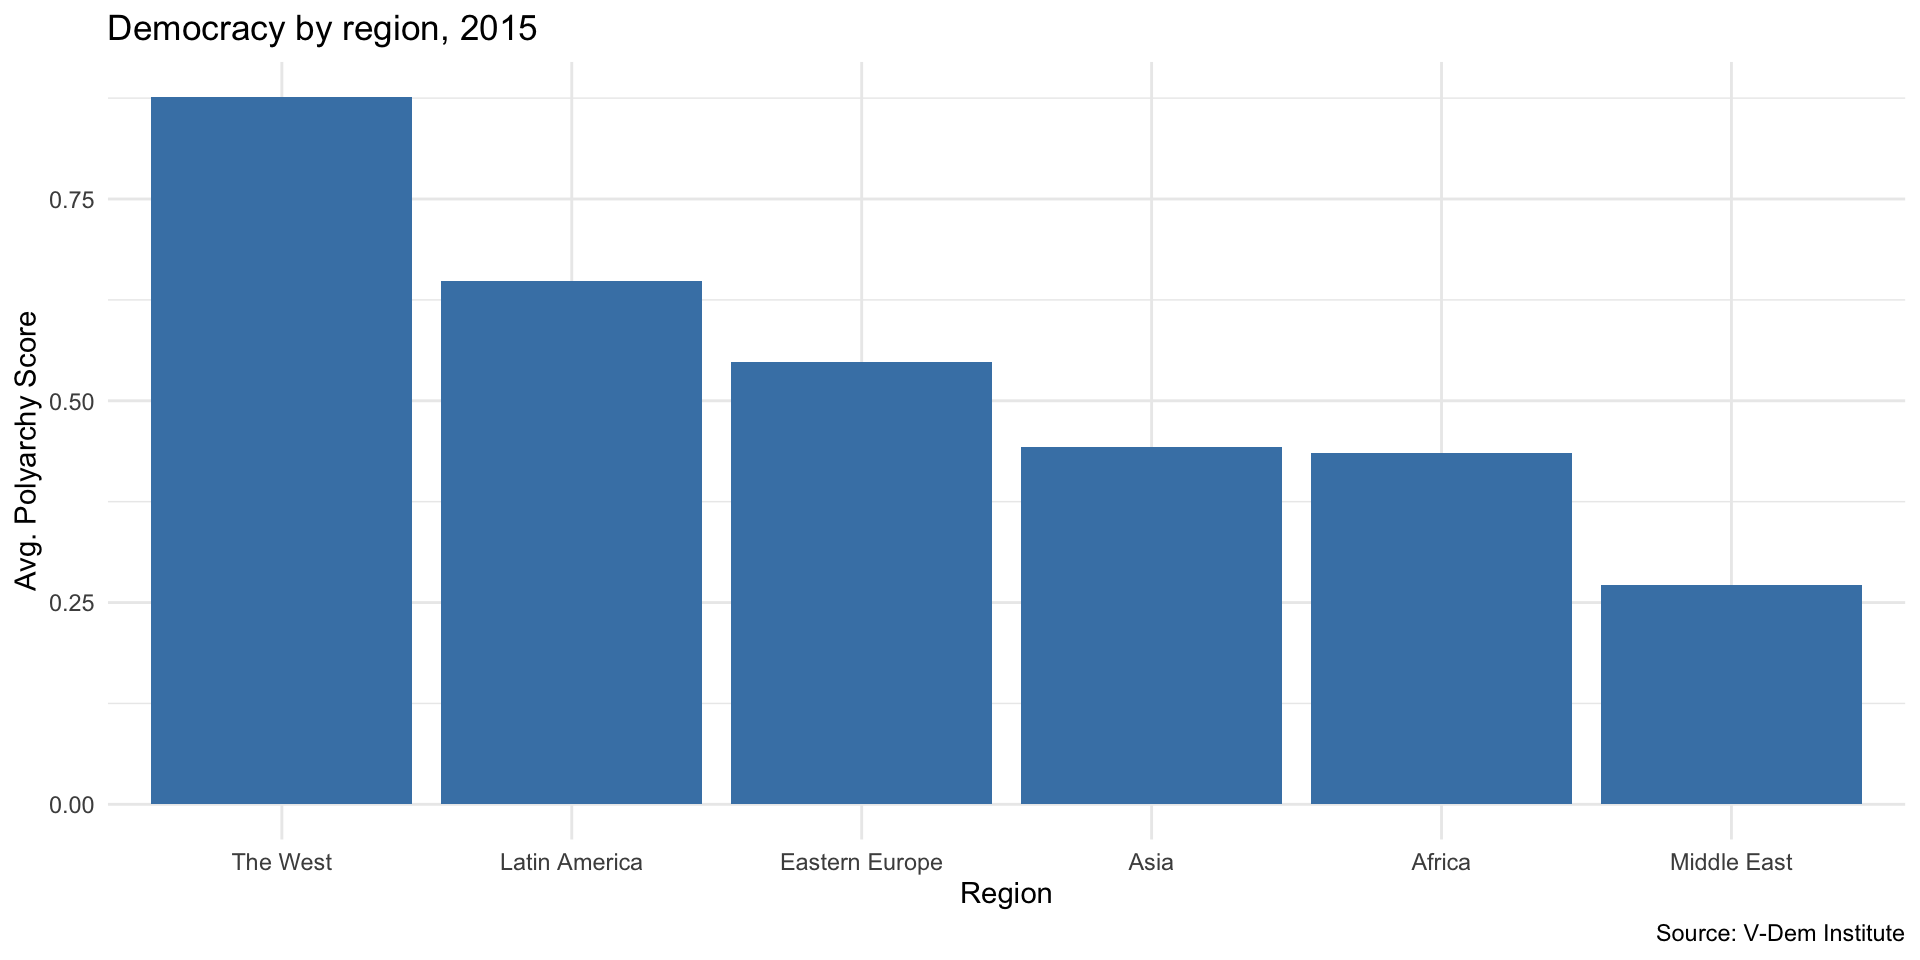 Democracy by region, 2015
Avg. Polyarchy Score
0.75
0.50
0.25
0.00
The West
Latin America
Eastern Europe
Asia
Africa
Middle East
Region
Source: V-Dem Institute